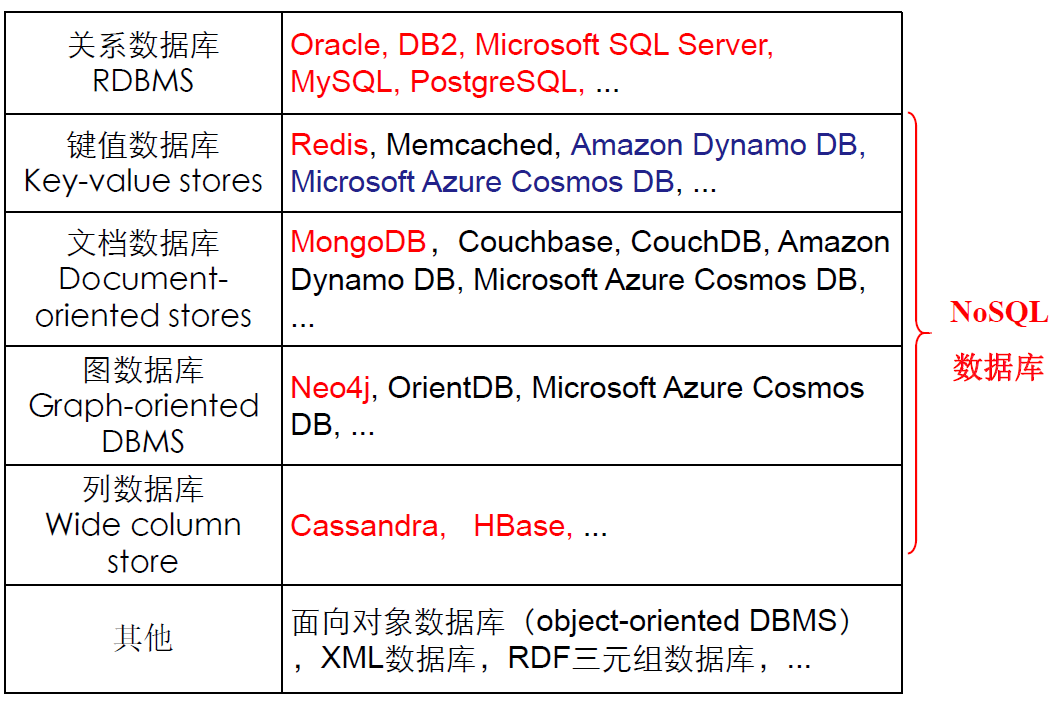 关系数据库
RDBMS
Oracle, DB2, Microsoft SQL Server,
MySQL, PostgreSQL, ...
键值数据库
Key-value stores
Redis, Memcached, Amazon Dynamo DB,
Microsoft Azure Cosmos DB, ...
文档数据库
Document-
oriented stores
MongoDB，Couchbase, CouchDB, Amazon
Dynamo DB, Microsoft Azure Cosmos DB,
...
图数据库
Graph-oriented
DBMS
Neo4j, OrientDB, Microsoft Azure Cosmos
DB, ...
列数据库
Wide column
store
Cassandra, HBase, ...
其他
面向对象数据库（object-oriented DBMS）
，XML数据库，RDF三元组数据库，...
NoSQL
数据库